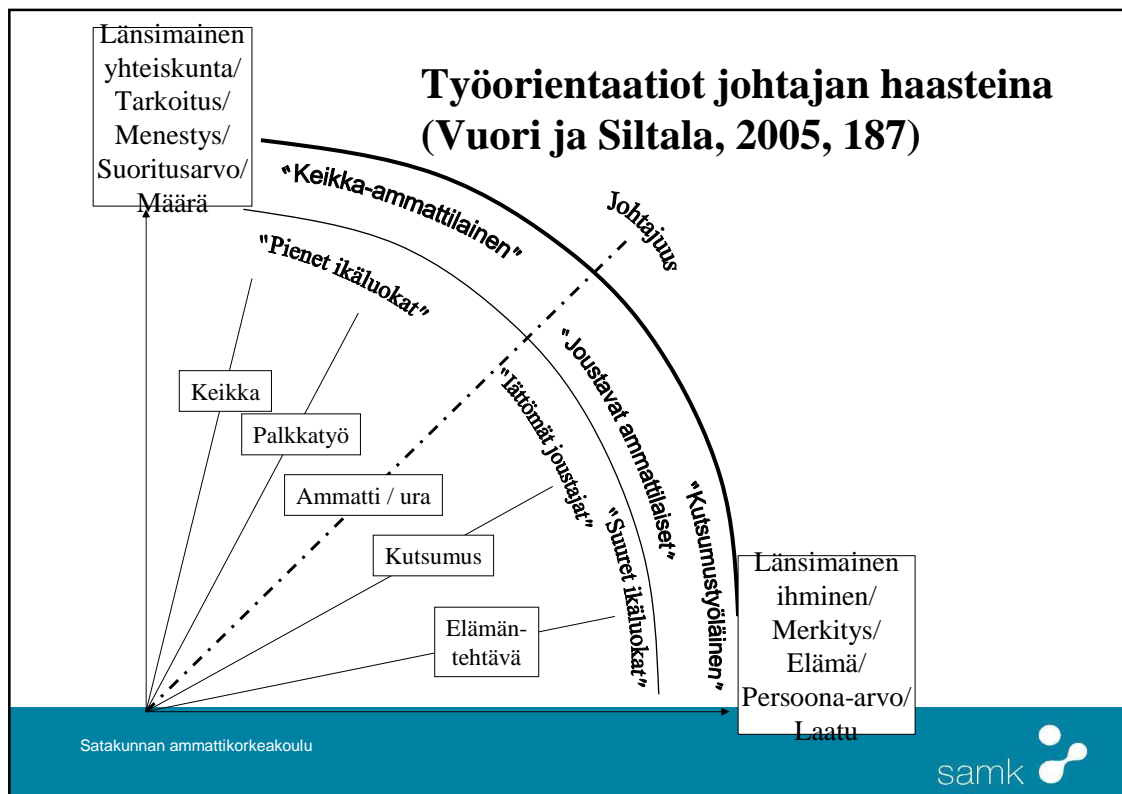 Länsimainen
yhteiskunta/
Tarkoitus/
Menestys/
Suoritusarvo/
Määrä
Työorientaatiot johtajan haasteina
(Vuori ja Siltala, 2005, 187)
"Keikka-ammattilainen"
Johtajuus
"Pienet ikäluokat"
"Joustavat ammattilaiset"
"Iättömät joustajat"
"Kutsumustyöläinen"
"Suuret ikäluokat"
Keikka
Palkkatyö
Ammatti / ura
Kutsumus
Elämän-
tehtävä
Länsimainen
ihminen/
Merkitys/
Elämä/
Persoona-arvo/
Laatu
Satakunnan ammattikorkeakoulu
samk